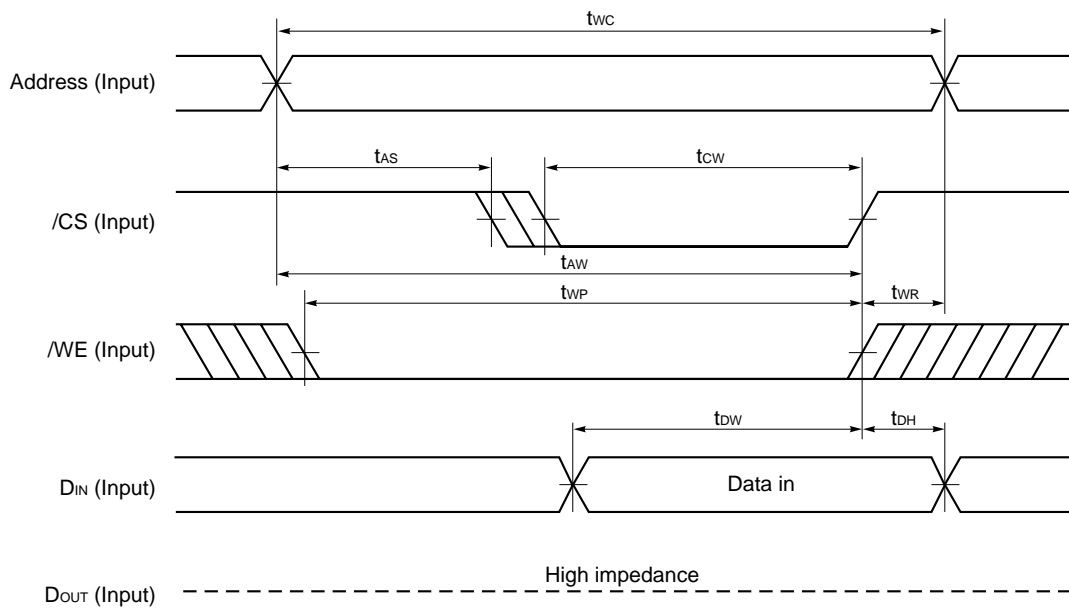 tWC
Address (Input)
tAS
tCW
/CS (Input)
tAW
tWP
tWR
/WE (Input)
tDW
tDH
DIN (Input)
Data in
High impedance
DOUT (Input)